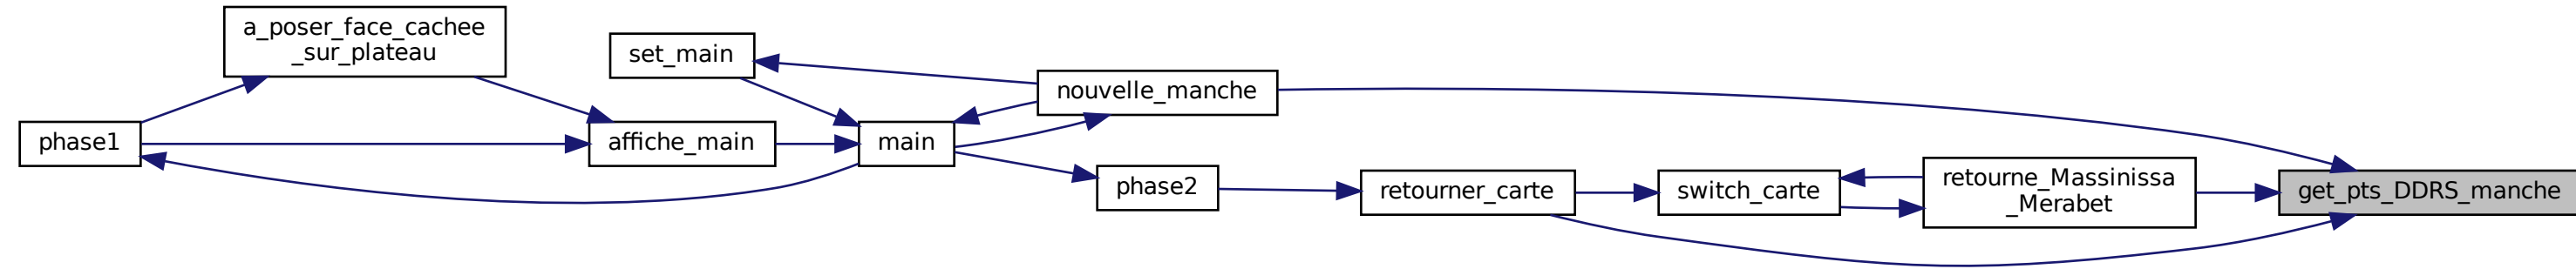 a_poser_face_cachee
_sur_plateau
set_main
nouvelle_manche
phase1
affiche_main
main
phase2
retourner_carte
switch_carte
retourne_Massinissa
_Merabet
get_pts_DDRS_manche